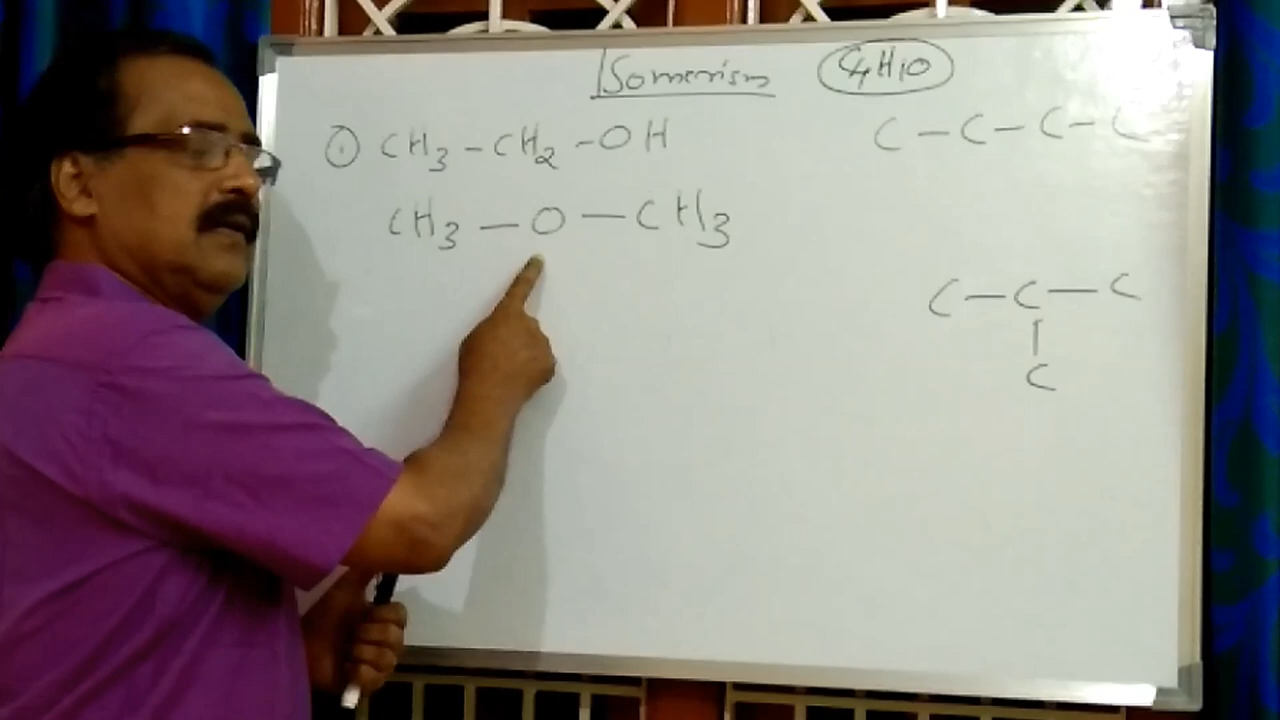 Isomerism C4H10
① CH3 – CH2 – OH
CH3 – O – CH3
C – C – C – C
C – C – C
|
C